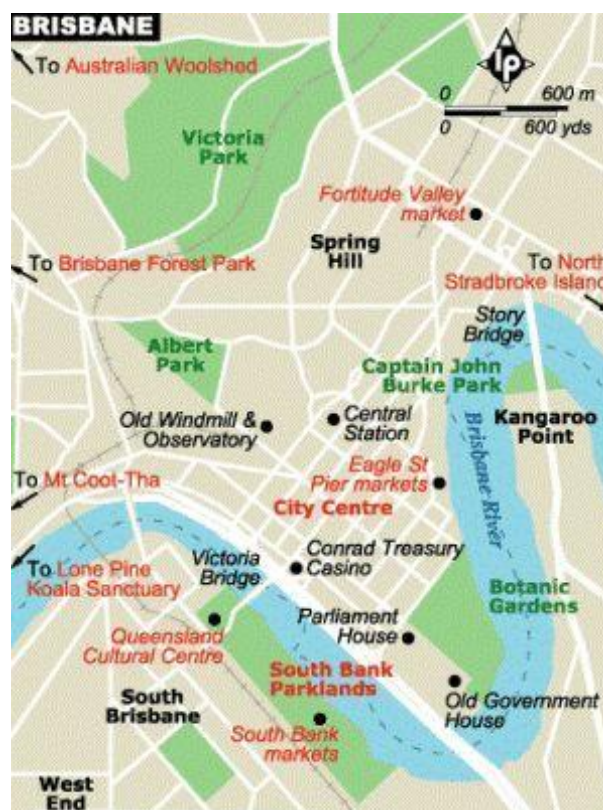 BRISBANE
lp
To Australian Woolshed
0 600 m
0 600 yds
Victoria
Park
Fortitude Valley
market
Spring
Hill
To Brisbane Forest Park
To North
Stradbroke Island
Story
Bridge
Albert
Park
Captain John
Burke Park
Kangaroo
Point
Old Windmill &
Observatory
Central
Station
Brisbane River
Eagle St
Pier markets
To Mt Coot-Tha
City Centre
Victoria
Bridge
Conrad Treasury
Casino
To Lone Pine
Koala Sanctuary
Botanic
Gardens
Parliament
House
Queensland
Cultural Centre
South Bank
Parklands
Old Government
House
South
Brisbane
South Bank
markets
West
End